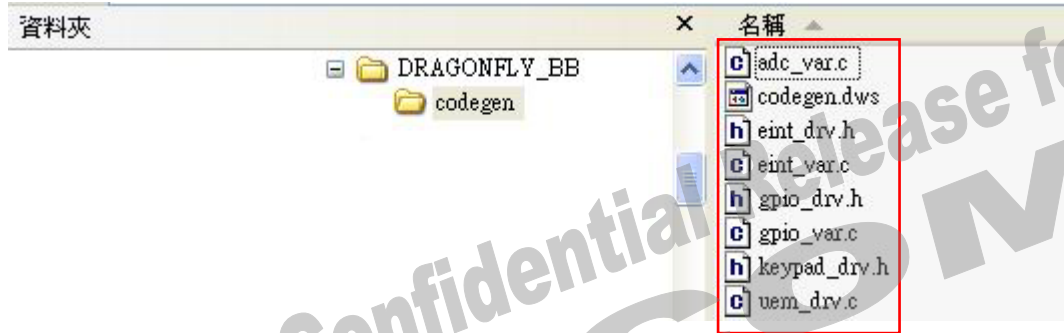 資料夾
×
名稱
DRAGONFLY_BB
codegen
adc_var.c
codegen.dws
eint_drv.h
eint_var.c
gpio_drv.h
gpio_var.c
keypad_drv.h
uem_drv.c
Confidential Release fo
COM